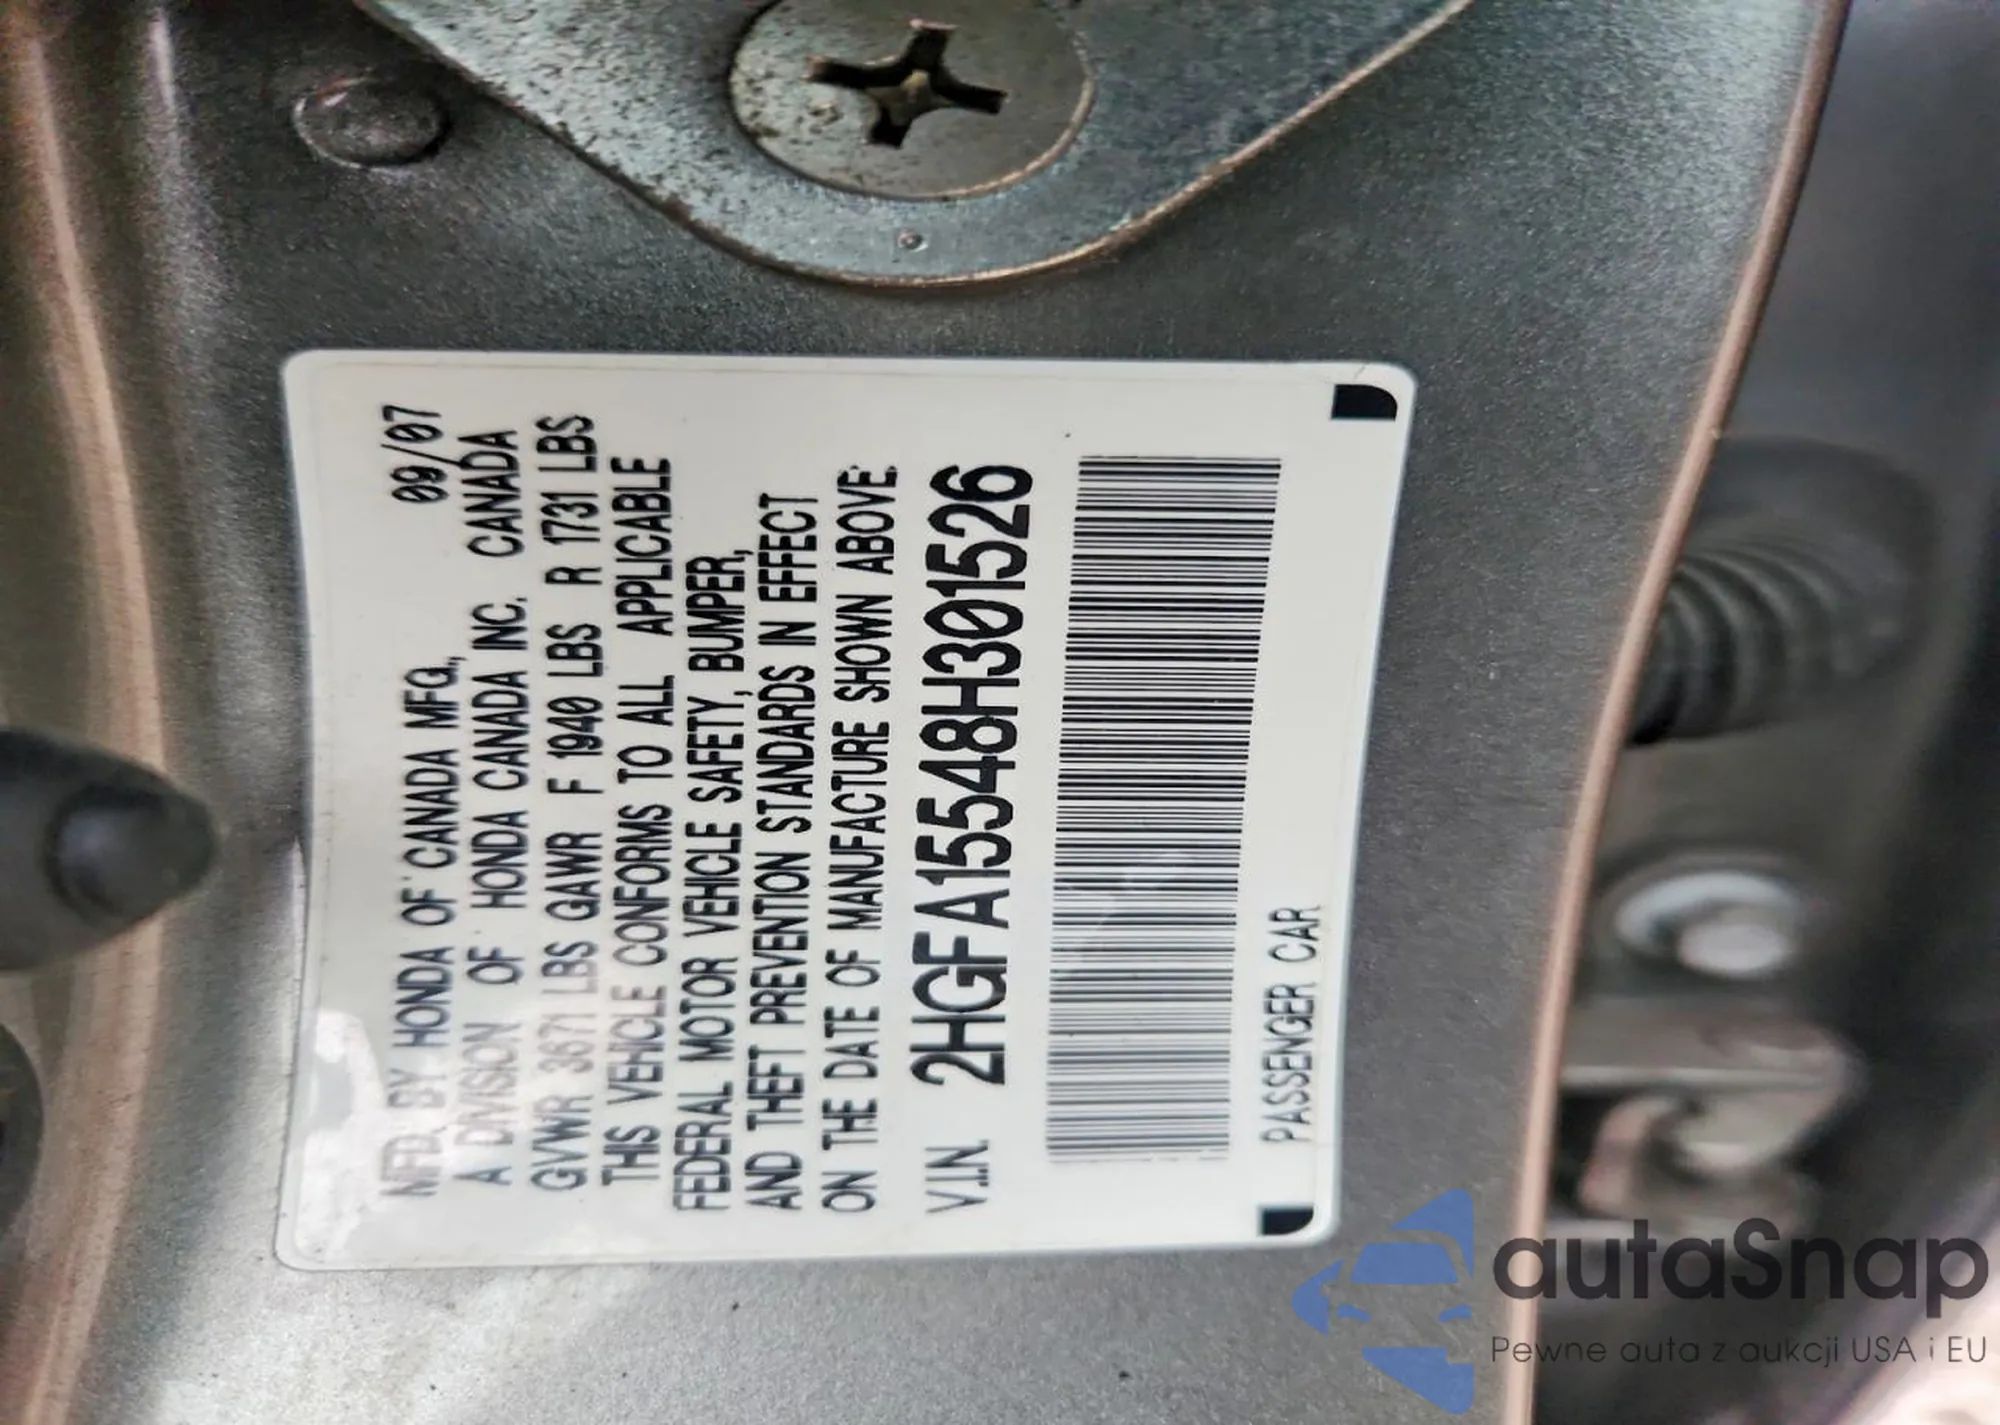 MFD. BY HONDA OF CANADA MFG., 09/07
A DIVISION OF HONDA CANADA INC. CANADA
GVWR 3671 LBS GAWR F 1940 LBS R 1731 LBS
THIS VEHICLE CONFORMS TO ALL APPLICABLE
FEDERAL MOTOR VEHICLE SAFETY, BUMPER,
AND THEFT PREVENTION STANDARDS IN EFFECT
ON THE DATE OF MANUFACTURE SHOWN ABOVE.
V.I.N. 2HGFA15548H301526
PASSENGER CAR
autaSnap
Pewne auta z aukcji USA i EU